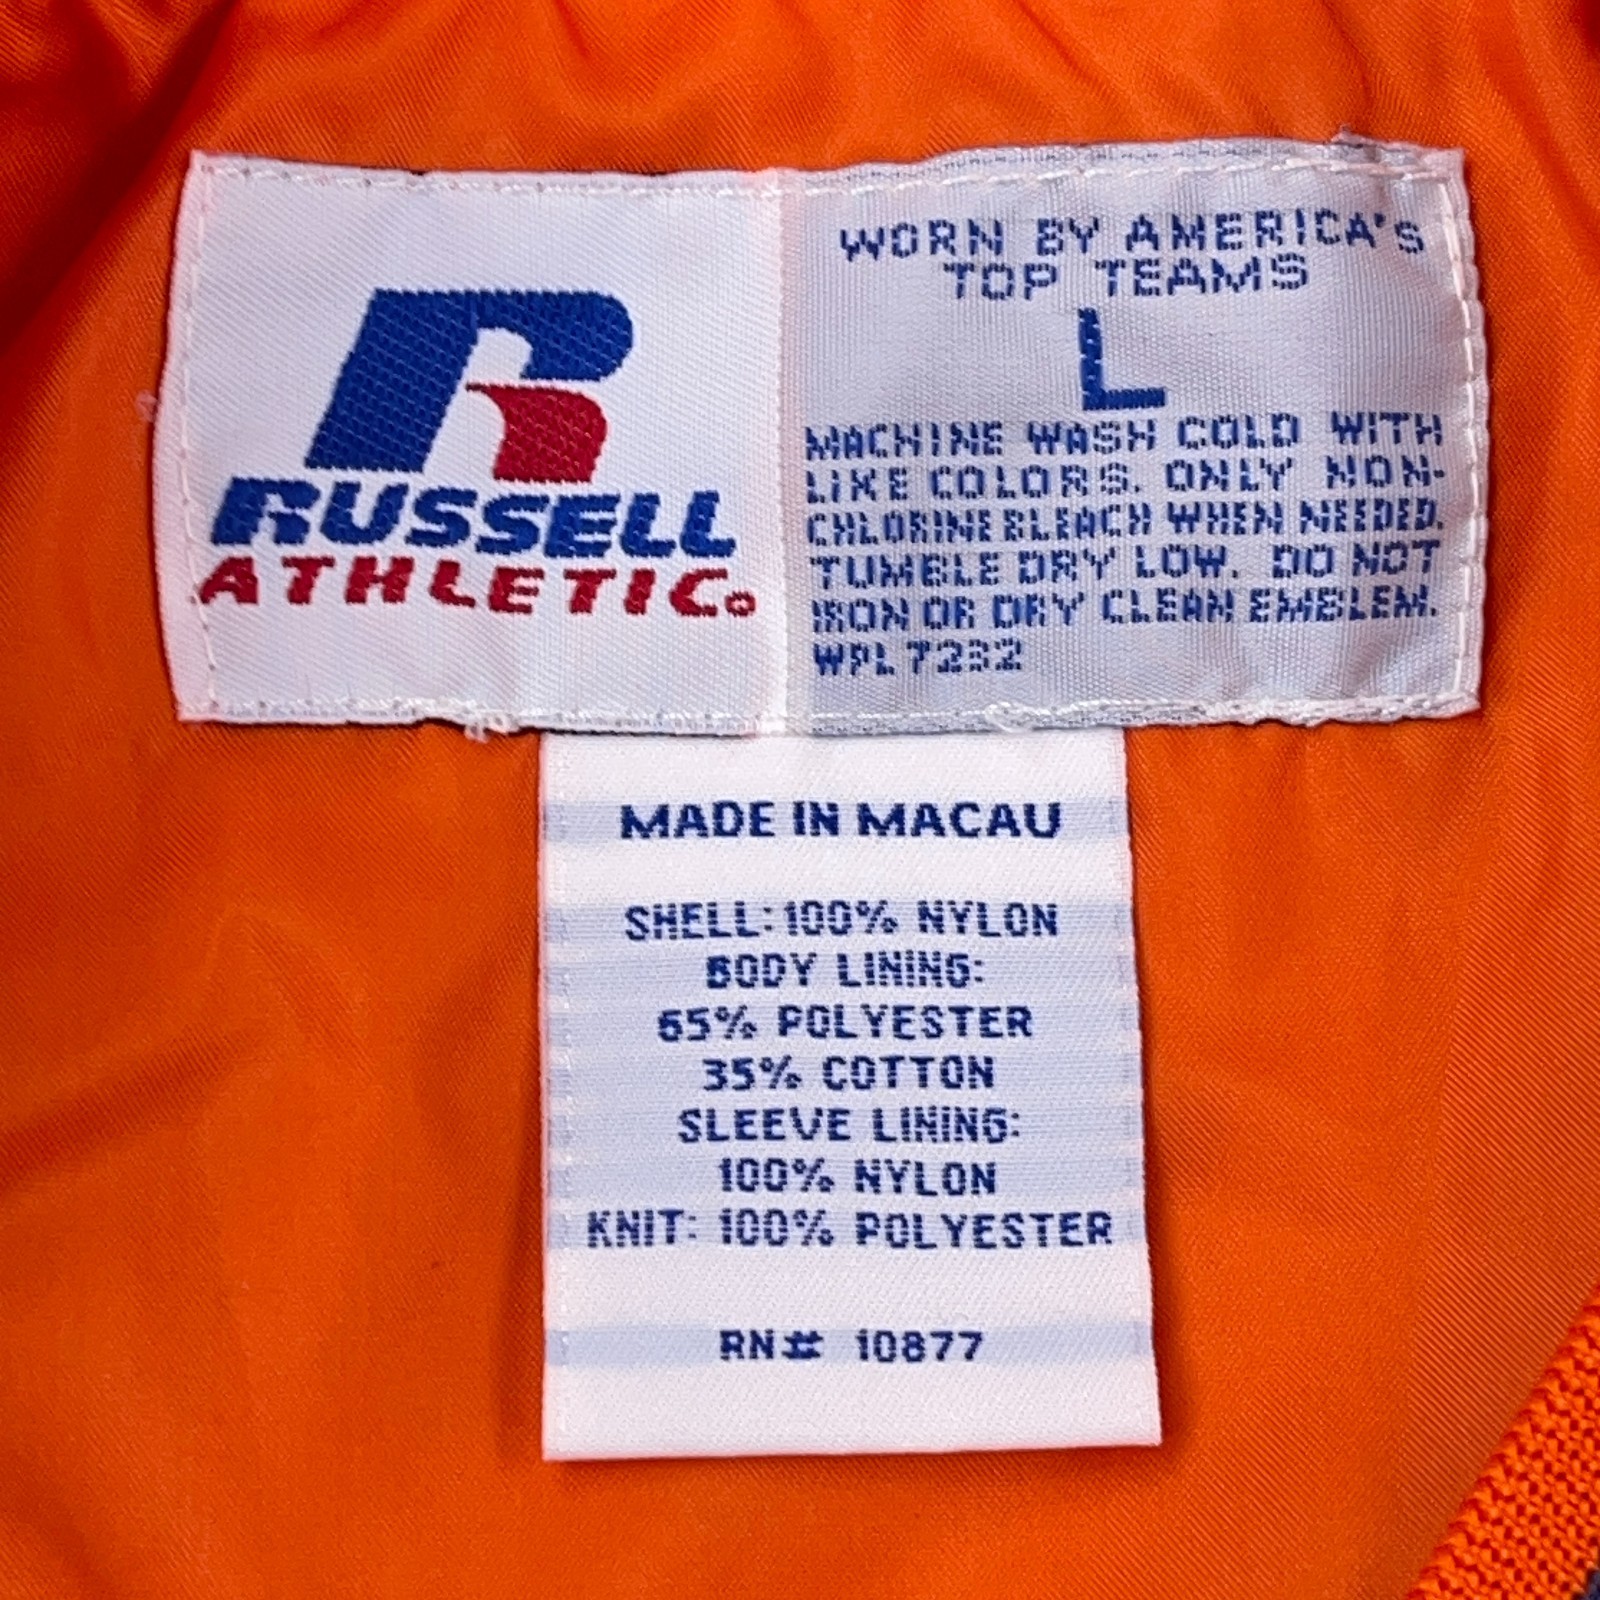 RUSSELL
ATHLETIC
WORN BY AMERICA'S
TOP TEAMS
L
MACHINE WASH COLD WITH
LIKE COLORS. ONLY NON-
CHLORINE BLEACH WHEN NEEDED.
TUMBLE DRY LOW. DO NOT
IRON OR DRY CLEAN EMBLEM.
WPL 7232
MADE IN MACAU
SHELL: 100% NYLON
BODY LINING:
65% POLYESTER
35% COTTON
SLEEVE LINING:
100% NYLON
KNIT: 100% POLYESTER
RN# 10877